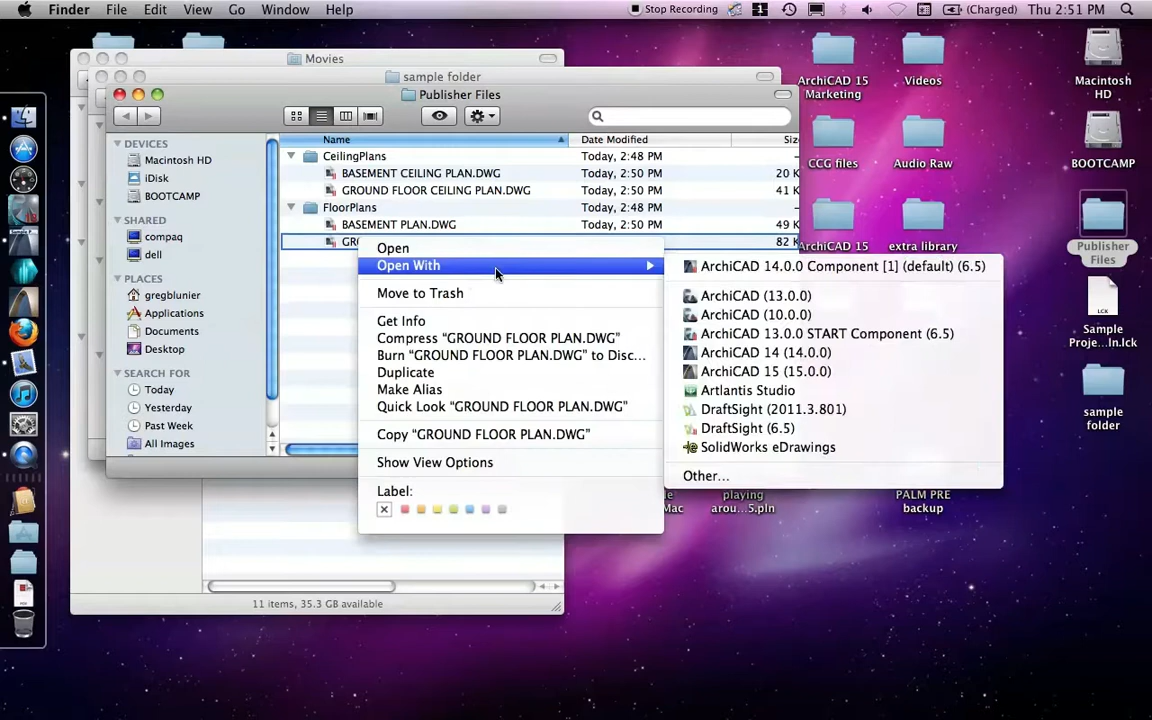 Finder File Edit View Go Window Help
Stop Recording 1 (Charged) Thu 2:51 PM
Movies
sample folder
Publisher Files
Name Date Modified Siz
DEVICES
Macintosh HD
iDisk
BOOTCAMP
SHARED
compaq
dell
PLACES
gregblunier
Applications
Documents
Desktop
SEARCH FOR
Today
Yesterday
Past Week
All Images
CeilingPlans Today, 2:48 PM --
BASEMENT CEILING PLAN.DWG Today, 2:50 PM 20 K
GROUND FLOOR CEILING PLAN.DWG Today, 2:50 PM 41 K
FloorPlans Today, 2:48 PM --
BASEMENT PLAN.DWG Today, 2:50 PM 49 K
GR 82 K
Open
Open With
Move to Trash
Get Info
Compress “GROUND FLOOR PLAN.DWG”
Burn “GROUND FLOOR PLAN.DWG” to Disc...
Duplicate
Make Alias
Quick Look “GROUND FLOOR PLAN.DWG”
Copy “GROUND FLOOR PLAN.DWG”
Show View Options
Label:
ArchiCAD 14.0.0 Component [1] (default) (6.5)
ArchiCAD (13.0.0)
ArchiCAD (10.0.0)
ArchiCAD 13.0.0 START Component (6.5)
ArchiCAD 14 (14.0.0)
ArchiCAD 15 (15.0.0)
Artlantis Studio
DraftSight (2011.3.801)
DraftSight (6.5)
SolidWorks eDrawings
Other...
11 items, 35.3 GB available
ArchiCAD 15
Marketing
Videos
Macintosh
HD
CCG files
Audio Raw
BOOTCAMP
ArchiCAD 15
extra library
Publisher
Files
Sample
Proje...ln.lck
sample
folder
le
Mac
playing
arou...5.pln
PALM PRE
backup
LCK